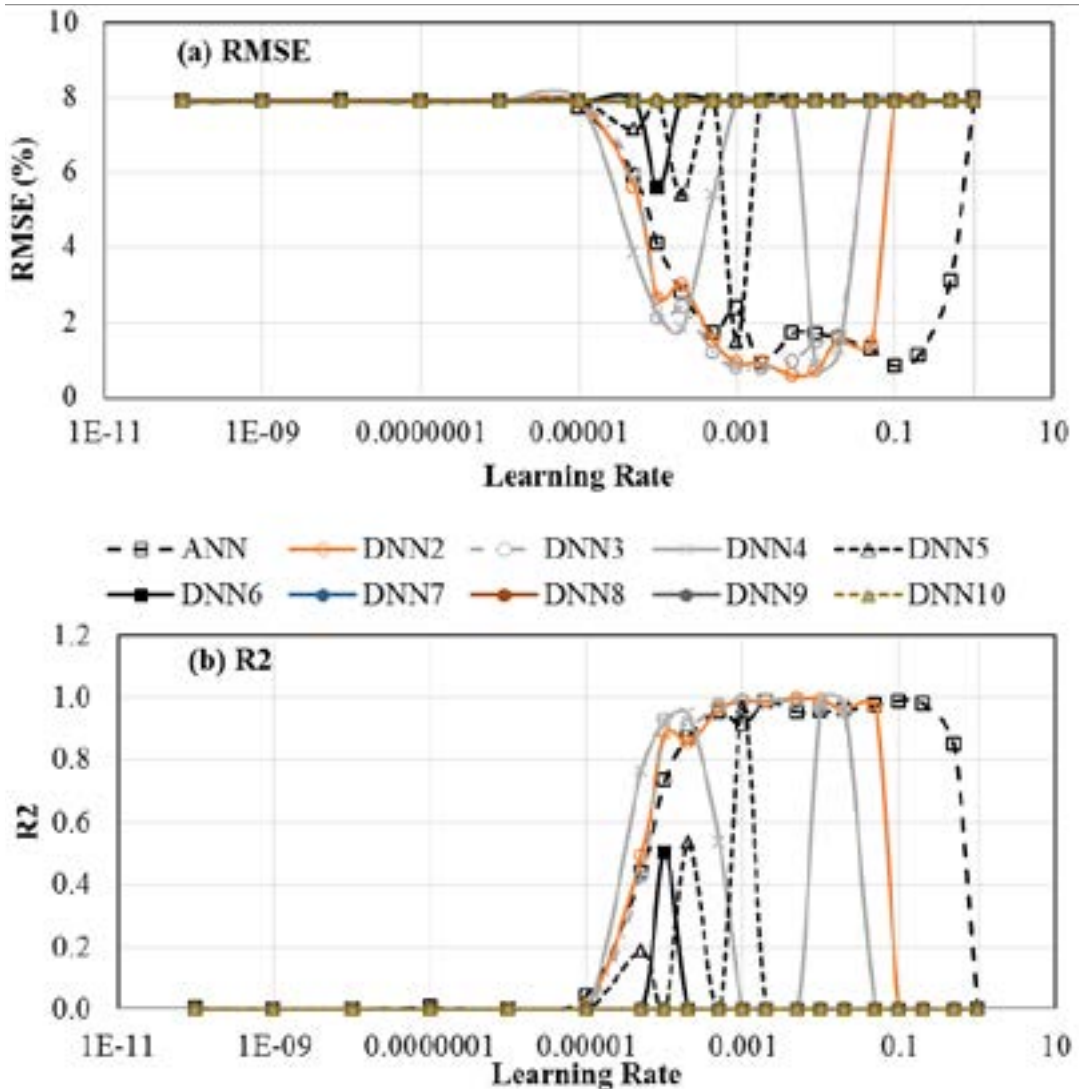 10
(a) RMSE
8
6
4
2
0
RMSE (%)
1E-11 1E-09 0.0000001 0.00001 0.001 0.1 10
Learning Rate
ANN DNN2 DNN3 DNN4 DNN5
DNN6 DNN7 DNN8 DNN9 DNN10
1.2
(b) R2
1.0
0.8
0.6
0.4
0.2
0.0
R2
1E-11 1E-09 0.0000001 0.00001 0.001 0.1 10
Learning Rate